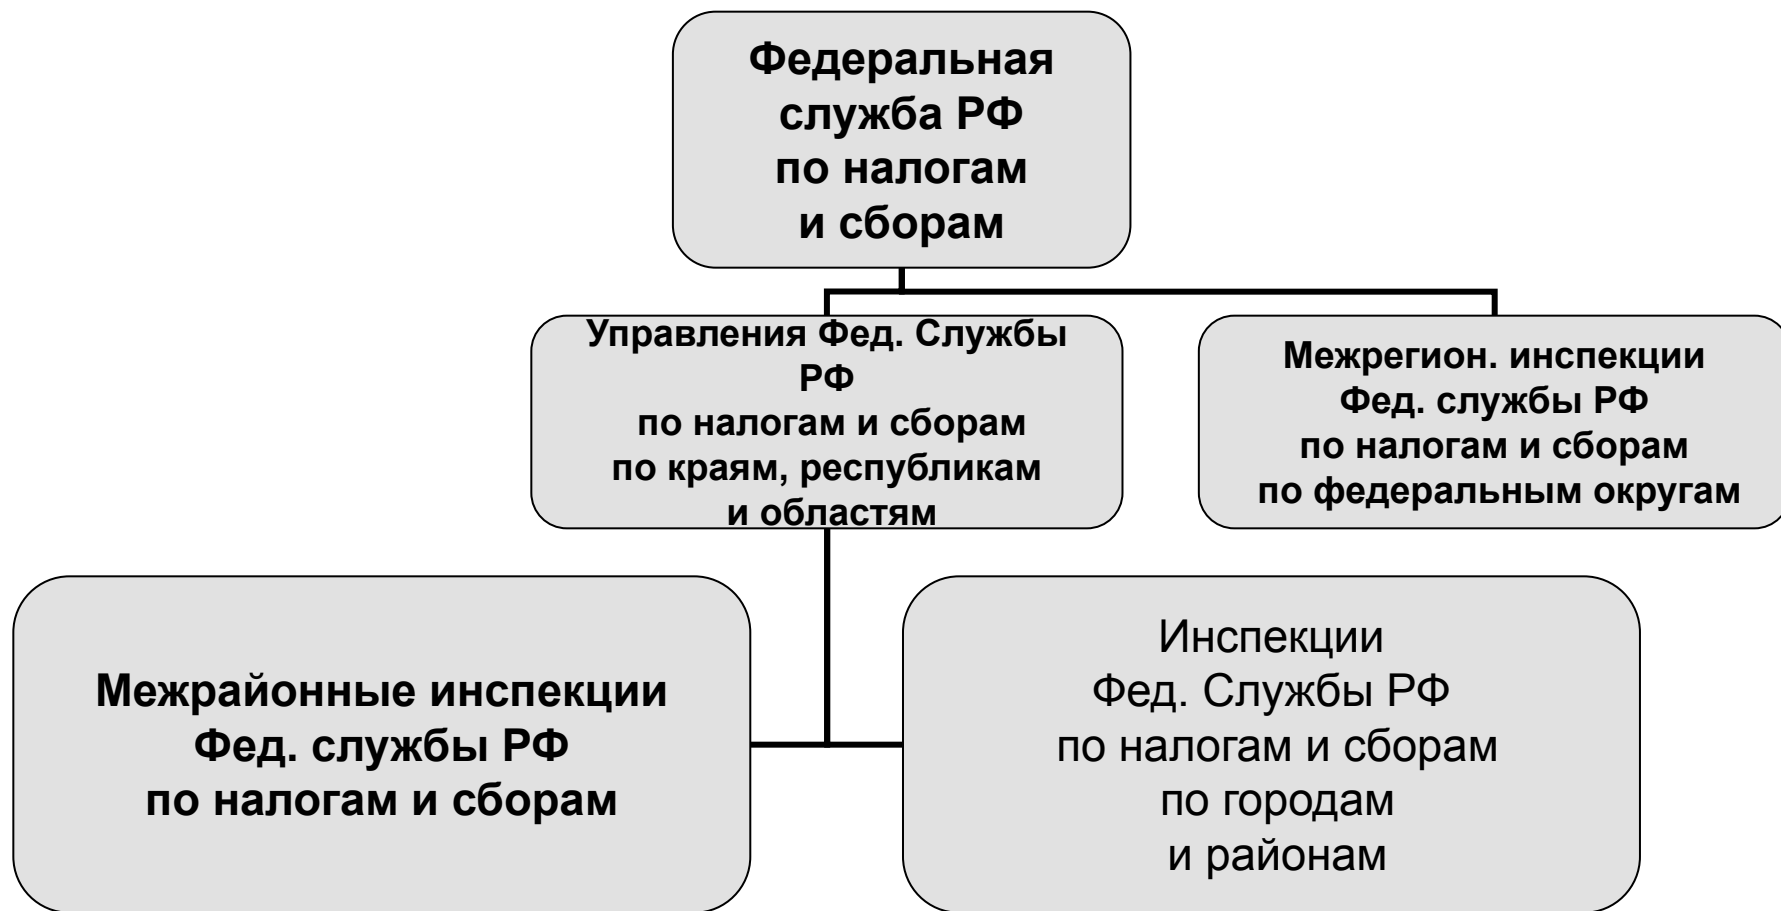 Федеральная
служба РФ
по налогам
и сборам
Управления Фед. Службы
РФ
по налогам и сборам
по краям, республикам
и областям
Межрегион. инспекции
Фед. службы РФ
по налогам и сборам
по федеральным округам
Межрайонные инспекции
Фед. службы РФ
по налогам и сборам
Инспекции
Фед. Службы РФ
по налогам и сборам
по городам
и районам